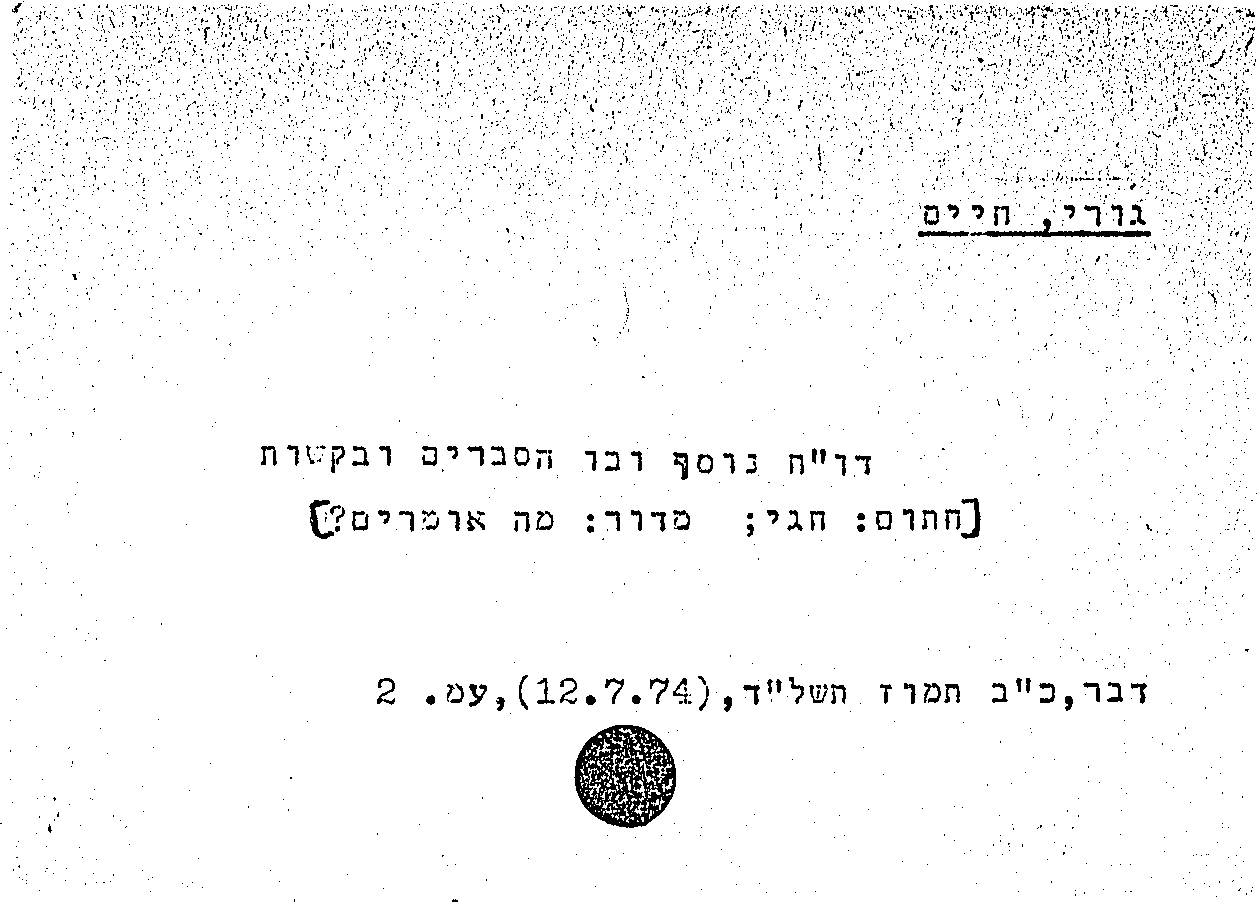 גורי, חיים
דו"ח נוסף ובו הסברים ובקשות
[חתום: חגי; מדור: מה אומרים?]
דבר,כ"ב תמוז תשל"ד,(12.7.74),עמ. 2